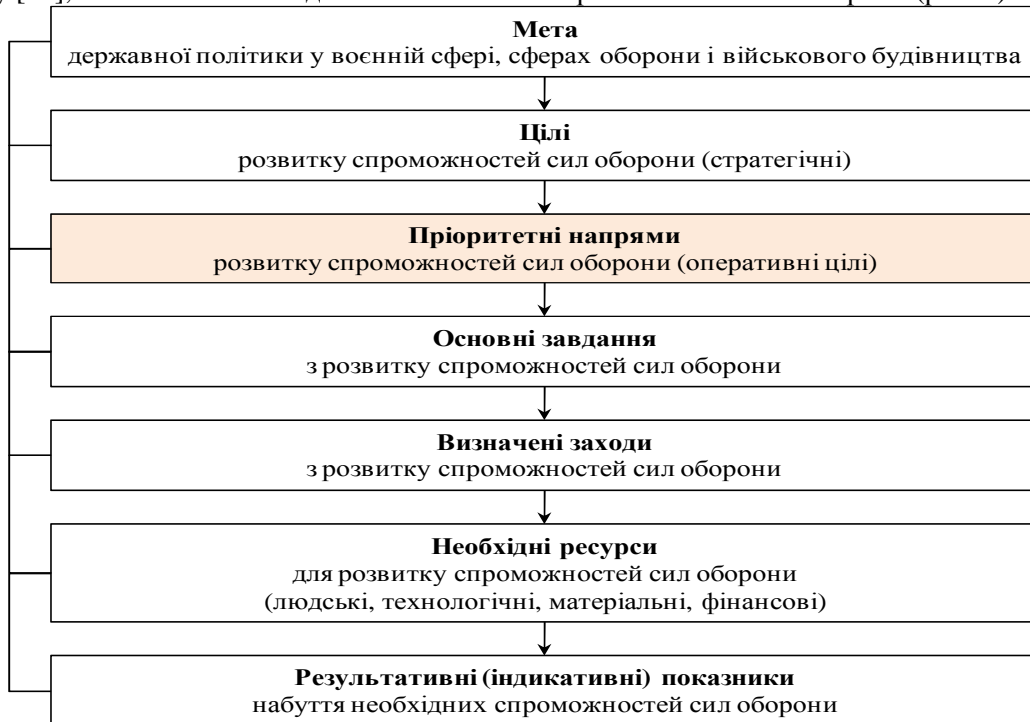 Мета
державної політики у воєнній сфері, сферах оборони і військового будівництва
Цілі
розвитку спроможностей сил оборони (стратегічні)
Пріоритетні напрями
розвитку спроможностей сил оборони (оперативні цілі)
Основні завдання
з розвитку спроможностей сил оборони
Визначені заходи
з розвитку спроможностей сил оборони
Необхідні ресурси
для розвитку спроможностей сил оборони
(людські, технологічні, матеріальні, фінансові)
Результативні (індикативні) показники
набуття необхідних спроможностей сил оборони